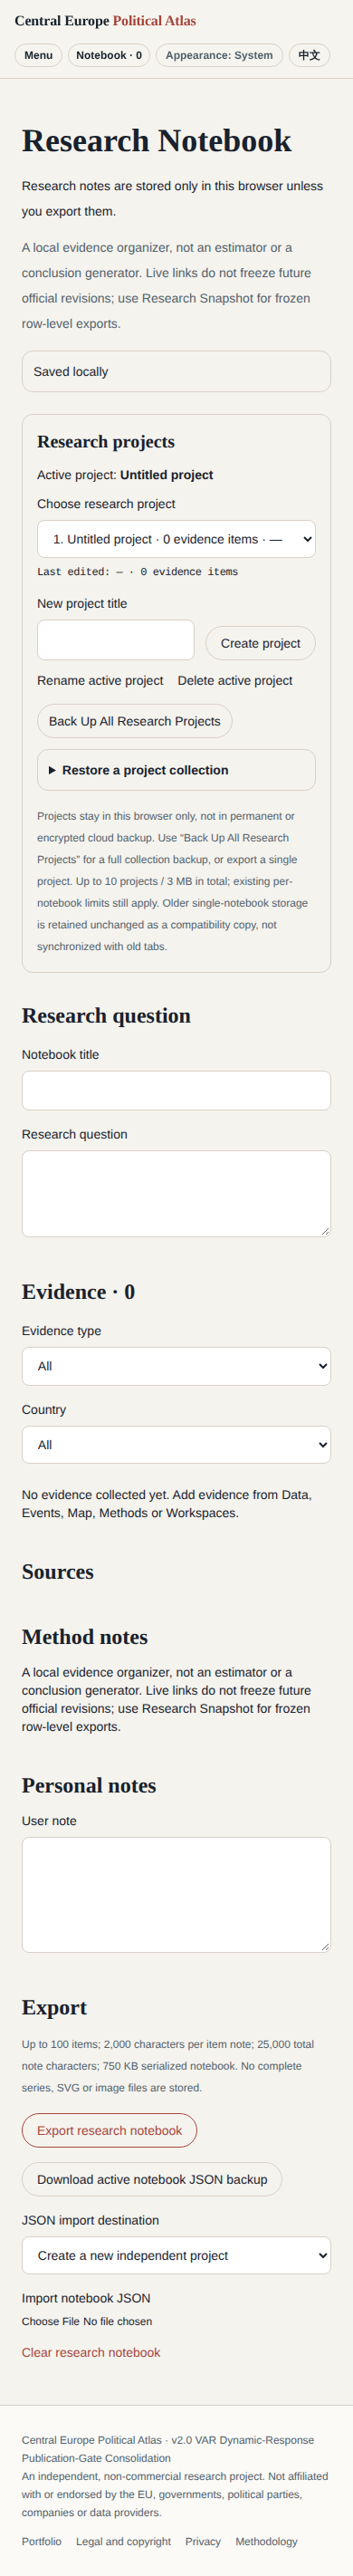 Central Europe Political Atlas
Menu
Notebook · 0
Appearance: System
中文
Research Notebook
Research notes are stored only in this browser unless
you export them.
A local evidence organizer, not an estimator or a
conclusion generator. Live links do not freeze future
official revisions; use Research Snapshot for frozen
row-level exports.
Saved locally
Research projects
Active project: Untitled project
Choose research project
1. Untitled project · 0 evidence items · —
Last edited: — · 0 evidence items
New project title
Create project
Rename active project Delete active project
Back Up All Research Projects
Restore a project collection
Projects stay in this browser only, not in permanent or
encrypted cloud backup. Use “Back Up All Research
Projects” for a full collection backup, or export a single
project. Up to 10 projects / 3 MB in total; existing per-
notebook limits still apply. Older single-notebook storage
is retained unchanged as a compatibility copy, not
synchronized with old tabs.
Research question
Notebook title
Research question
Evidence · 0
Evidence type
All
Country
All
No evidence collected yet. Add evidence from Data,
Events, Map, Methods or Workspaces.
Sources
Method notes
A local evidence organizer, not an estimator or a
conclusion generator. Live links do not freeze future
official revisions; use Research Snapshot for frozen
row-level exports.
Personal notes
User note
Export
Up to 100 items; 2,000 characters per item note; 25,000 total
note characters; 750 KB serialized notebook. No complete
series, SVG or image files are stored.
Export research notebook
Download active notebook JSON backup
JSON import destination
Create a new independent project
Import notebook JSON
Choose File No file chosen
Clear research notebook
Central Europe Political Atlas · v2.0 VAR Dynamic-Response
Publication-Gate Consolidation
An independent, non-commercial research project. Not affiliated
with or endorsed by the EU, governments, political parties,
companies or data providers.
Portfolio Legal and copyright Privacy Methodology